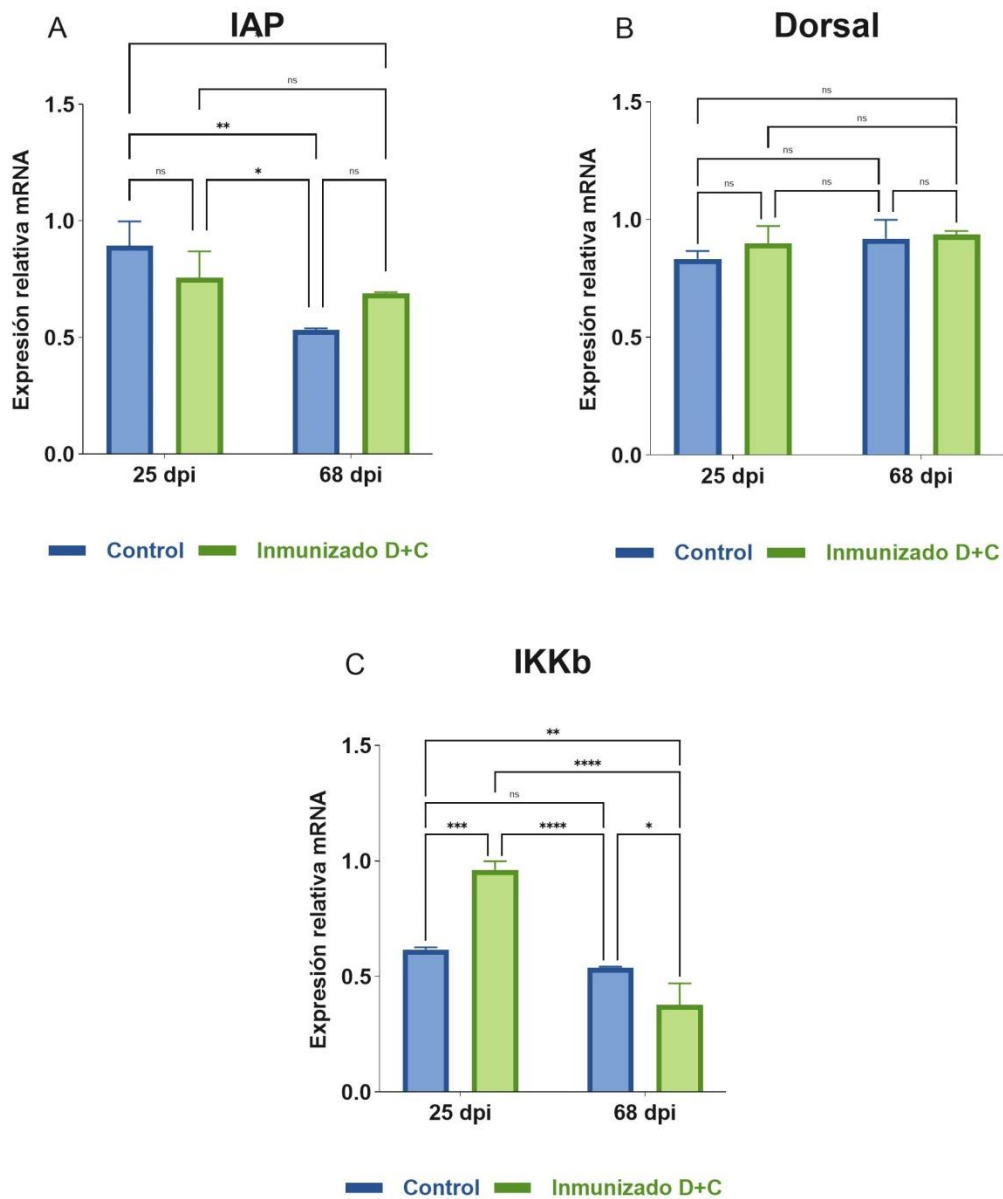 A
IAP
*
ns
**
ns
*
ns
1.5
1.0
0.5
0.0
Expresión relativa mRNA
25 dpi
68 dpi
Control
Inmunizado D+C
B
Dorsal
ns
ns
ns
ns
ns
ns
1.5
1.0
0.5
0.0
Expresión relativa mRNA
25 dpi
68 dpi
Control
Inmunizado D+C
C
IKKb
**
****
ns
***
****
*
1.5
1.0
0.5
0.0
Expresión relativa mRNA
25 dpi
68 dpi
Control
Inmunizado D+C